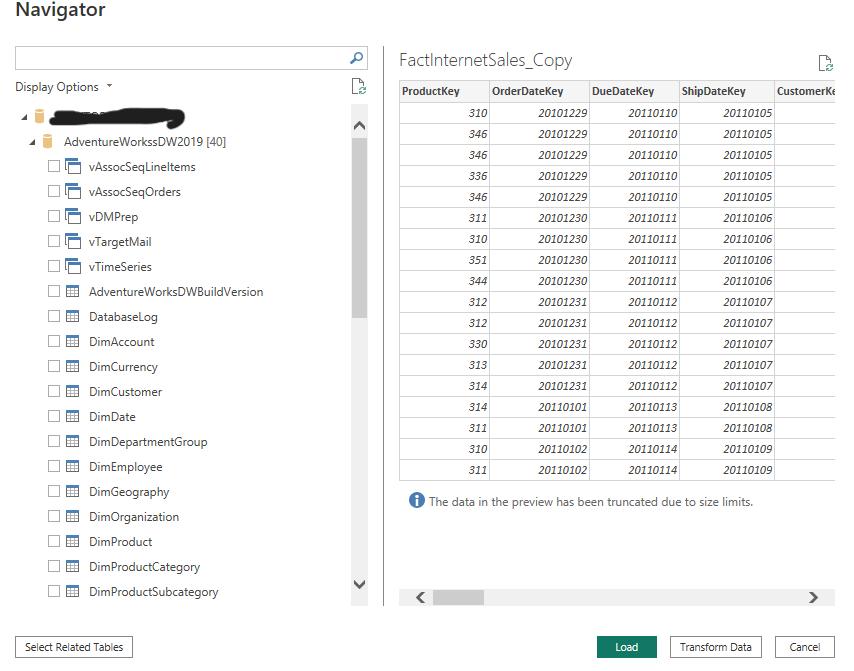 Navigator
Display Options
AdventureWorkssDW2019 [40]
vAssocSeqLineItems
vAssocSeqOrders
vDMPrep
vTargetMail
vTimeSeries
AdventureWorksDWBuildVersion
DatabaseLog
DimAccount
DimCurrency
DimCustomer
DimDate
DimDepartmentGroup
DimEmployee
DimGeography
DimOrganization
DimProduct
DimProductCategory
DimProductSubcategory
FactInternetSales_Copy
ProductKey OrderDateKey DueDateKey ShipDateKey CustomerKe
310 20101229 20110110 20110105
346 20101229 20110110 20110105
346 20101229 20110110 20110105
336 20101229 20110110 20110105
346 20101229 20110110 20110105
311 20101230 20110111 20110106
310 20101230 20110111 20110106
351 20101230 20110111 20110106
344 20101230 20110111 20110106
312 20101231 20110112 20110107
312 20101231 20110112 20110107
330 20101231 20110112 20110107
313 20101231 20110112 20110107
314 20101231 20110112 20110107
314 20110101 20110113 20110108
311 20110101 20110113 20110108
310 20110102 20110114 20110109
311 20110102 20110114 20110109
The data in the preview has been truncated due to size limits.
Select Related Tables Load Transform Data Cancel